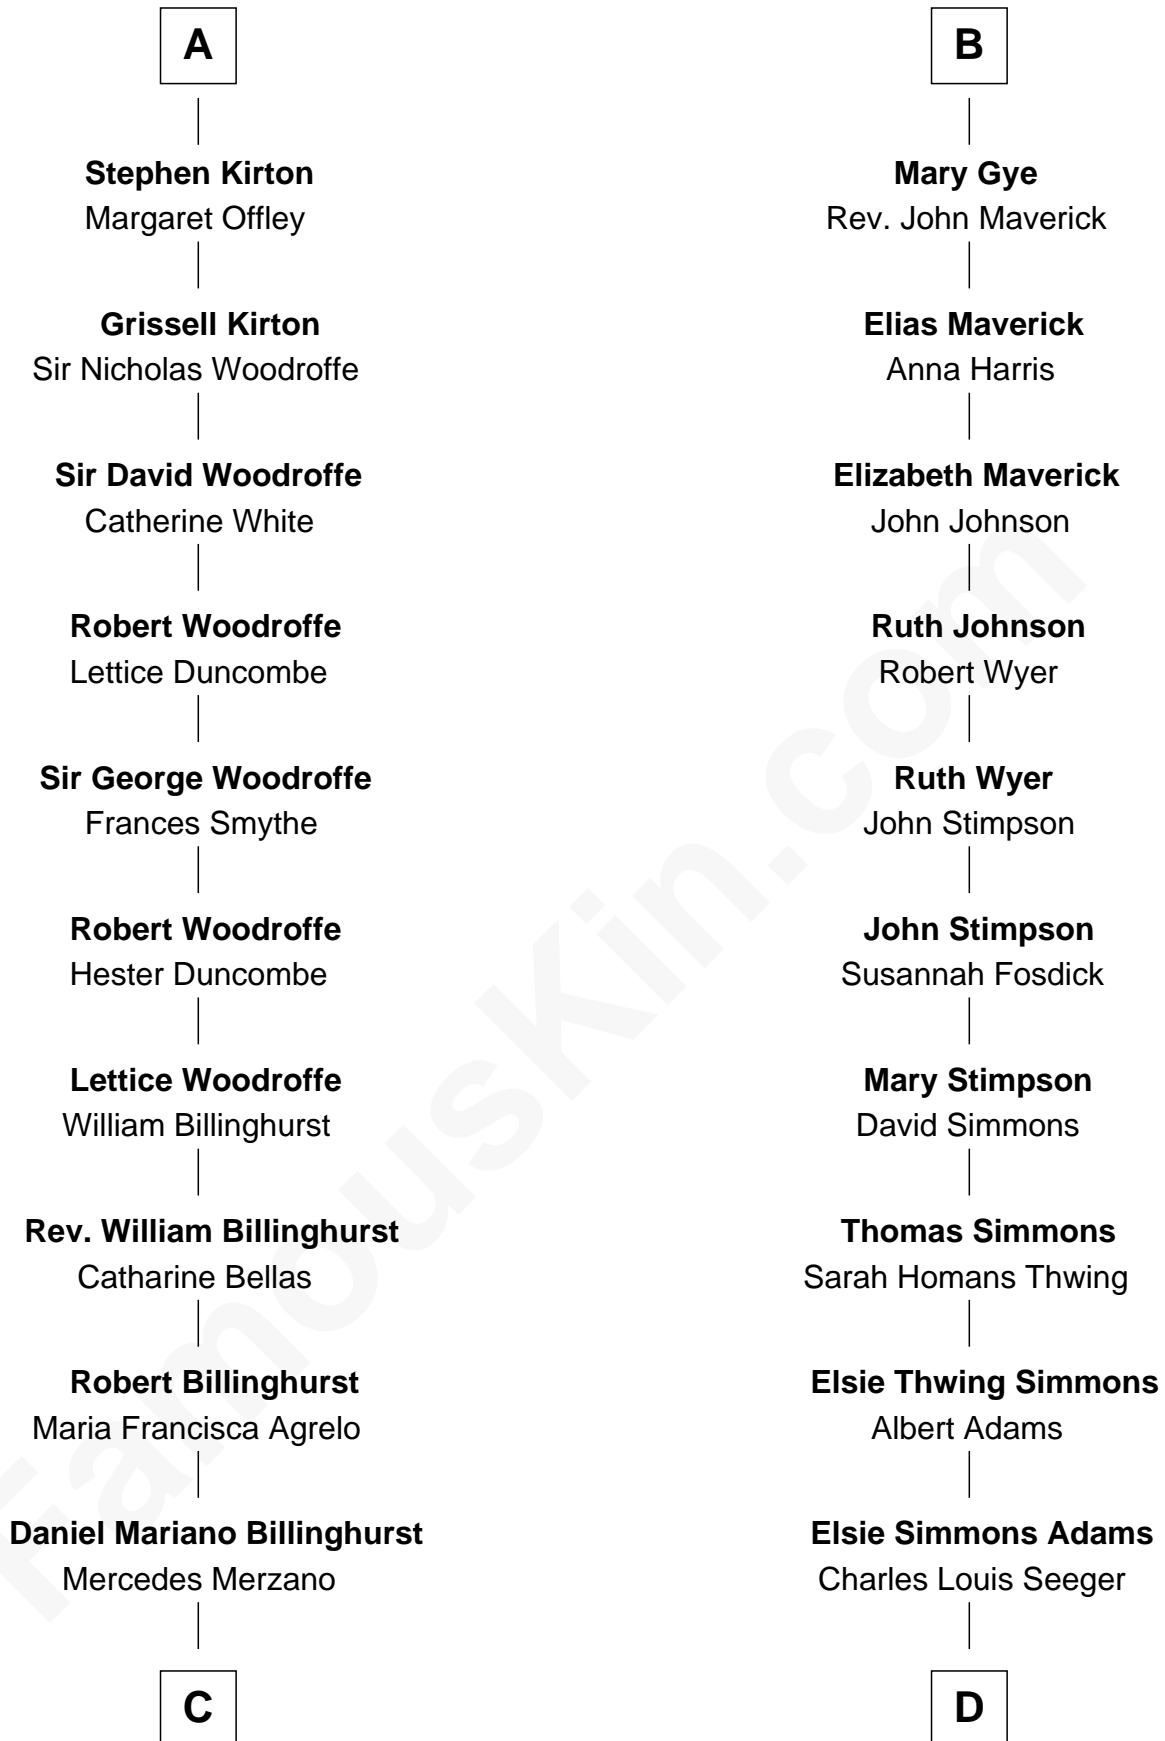 A
Stephen Kirton
Margaret Offley
Grissell Kirton
Sir Nicholas Woodroffe
Sir David Woodroffe
Catherine White
Robert Woodroffe
Lettice Duncombe
Sir George Woodroffe
Frances Smythe
Robert Woodroffe
Hester Duncombe
Lettice Woodroffe
William Billinghurst
Rev. William Billinghurst
Catharine Bellas
Robert Billinghurst
Maria Francisca Agrelo
Daniel Mariano Billinghurst
Mercedes Merzano
C
B
Mary Gye
Rev. John Maverick
Elias Maverick
Anna Harris
Elizabeth Maverick
John Johnson
Ruth Johnson
Robert Wyer
Ruth Wyer
John Stimpson
John Stimpson
Susannah Fosdick
Mary Stimpson
David Simmons
Thomas Simmons
Sarah Homans Thwing
Elsie Thwing Simmons
Albert Adams
Elsie Simmons Adams
Charles Louis Seeger
D
FamousKin.com